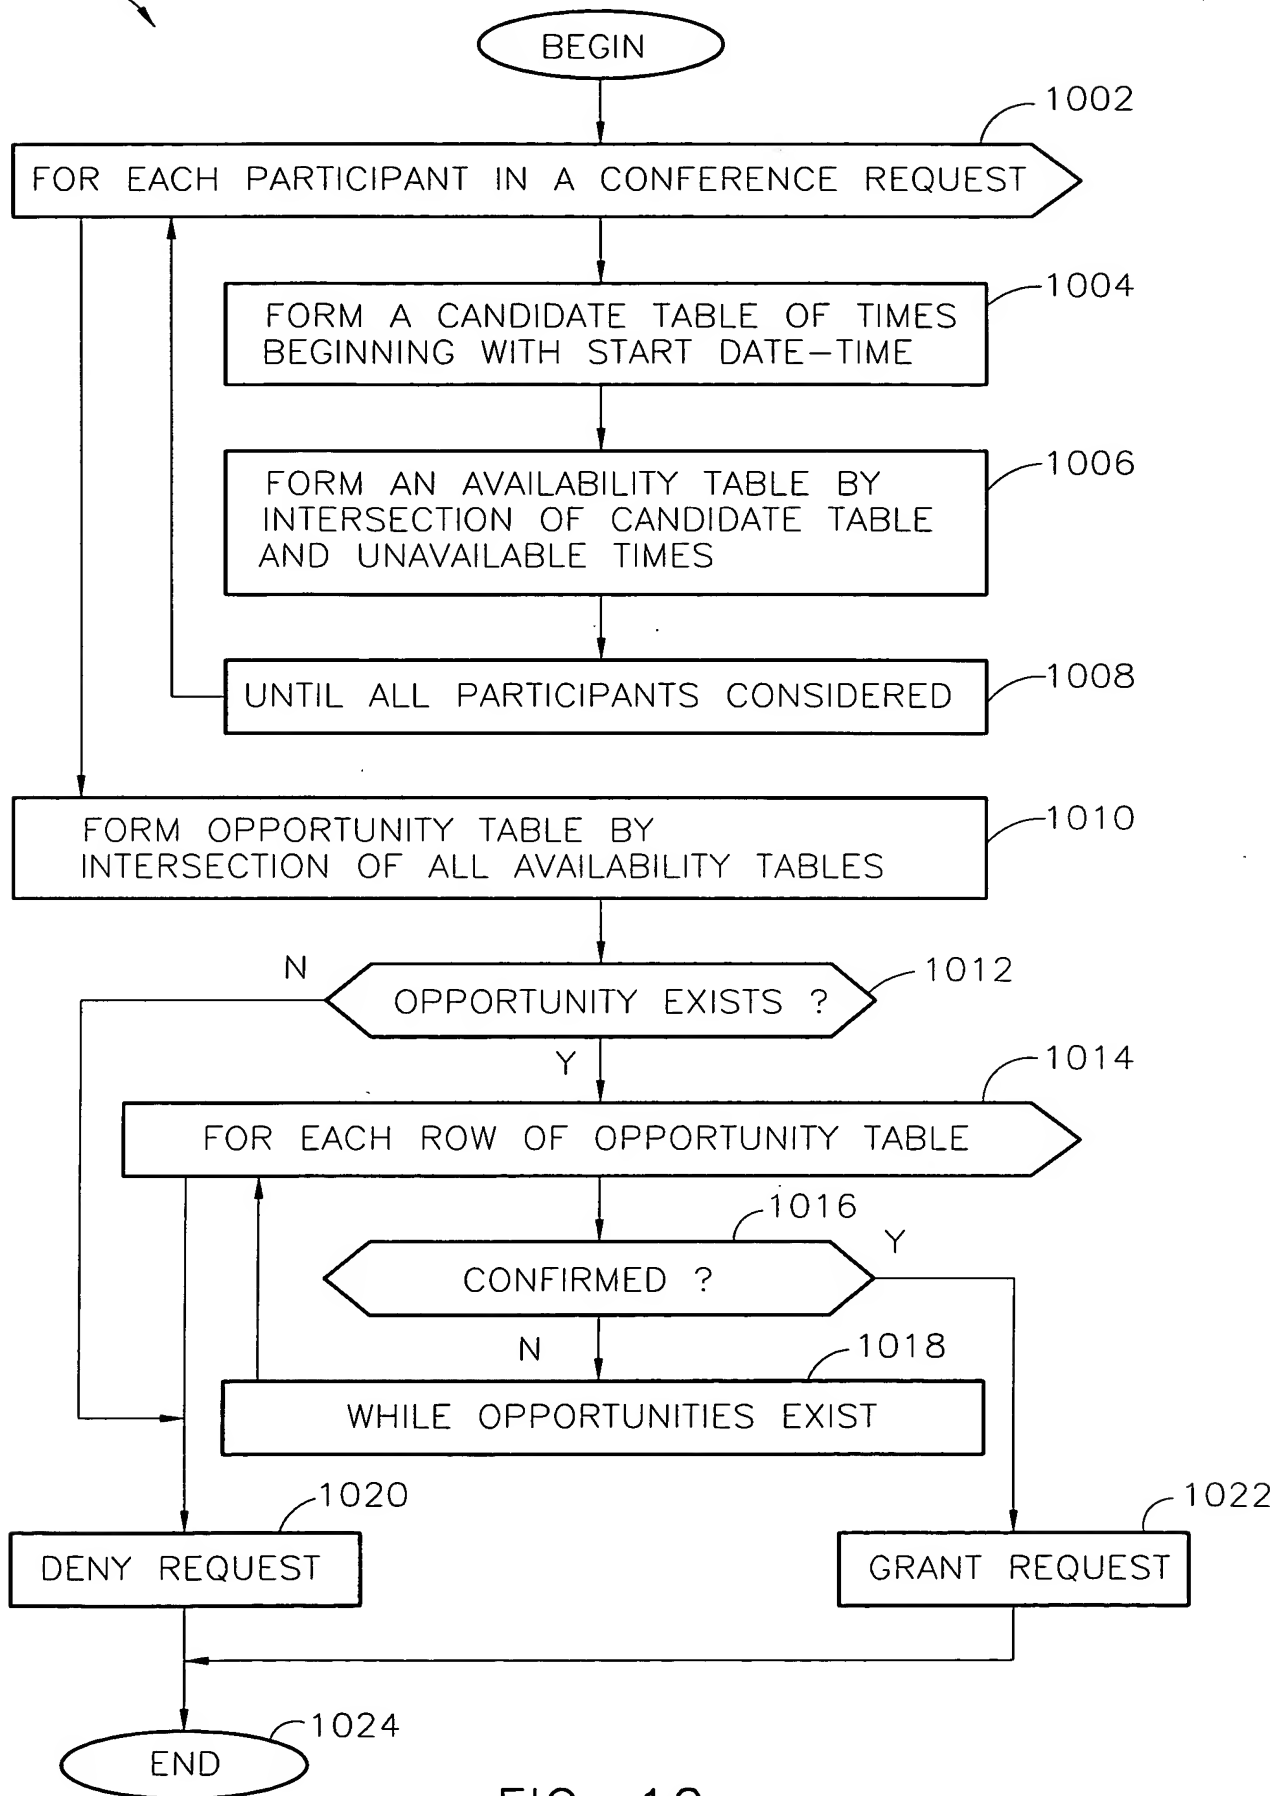 BEGIN
1002
FOR EACH PARTICIPANT IN A CONFERENCE REQUEST
1004
FORM A CANDIDATE TABLE OF TIMES
BEGINNING WITH START DATE-TIME
1006
FORM AN AVAILABILITY TABLE BY
INTERSECTION OF CANDIDATE TABLE
AND UNAVAILABLE TIMES
1008
UNTIL ALL PARTICIPANTS CONSIDERED
1010
FORM OPPORTUNITY TABLE BY
INTERSECTION OF ALL AVAILABILITY TABLES
N
1012
OPPORTUNITY EXISTS ?
Y
1014
FOR EACH ROW OF OPPORTUNITY TABLE
1016
Y
CONFIRMED ?
N
1018
WHILE OPPORTUNITIES EXIST
1020
1022
DENY REQUEST
GRANT REQUEST
1024
END